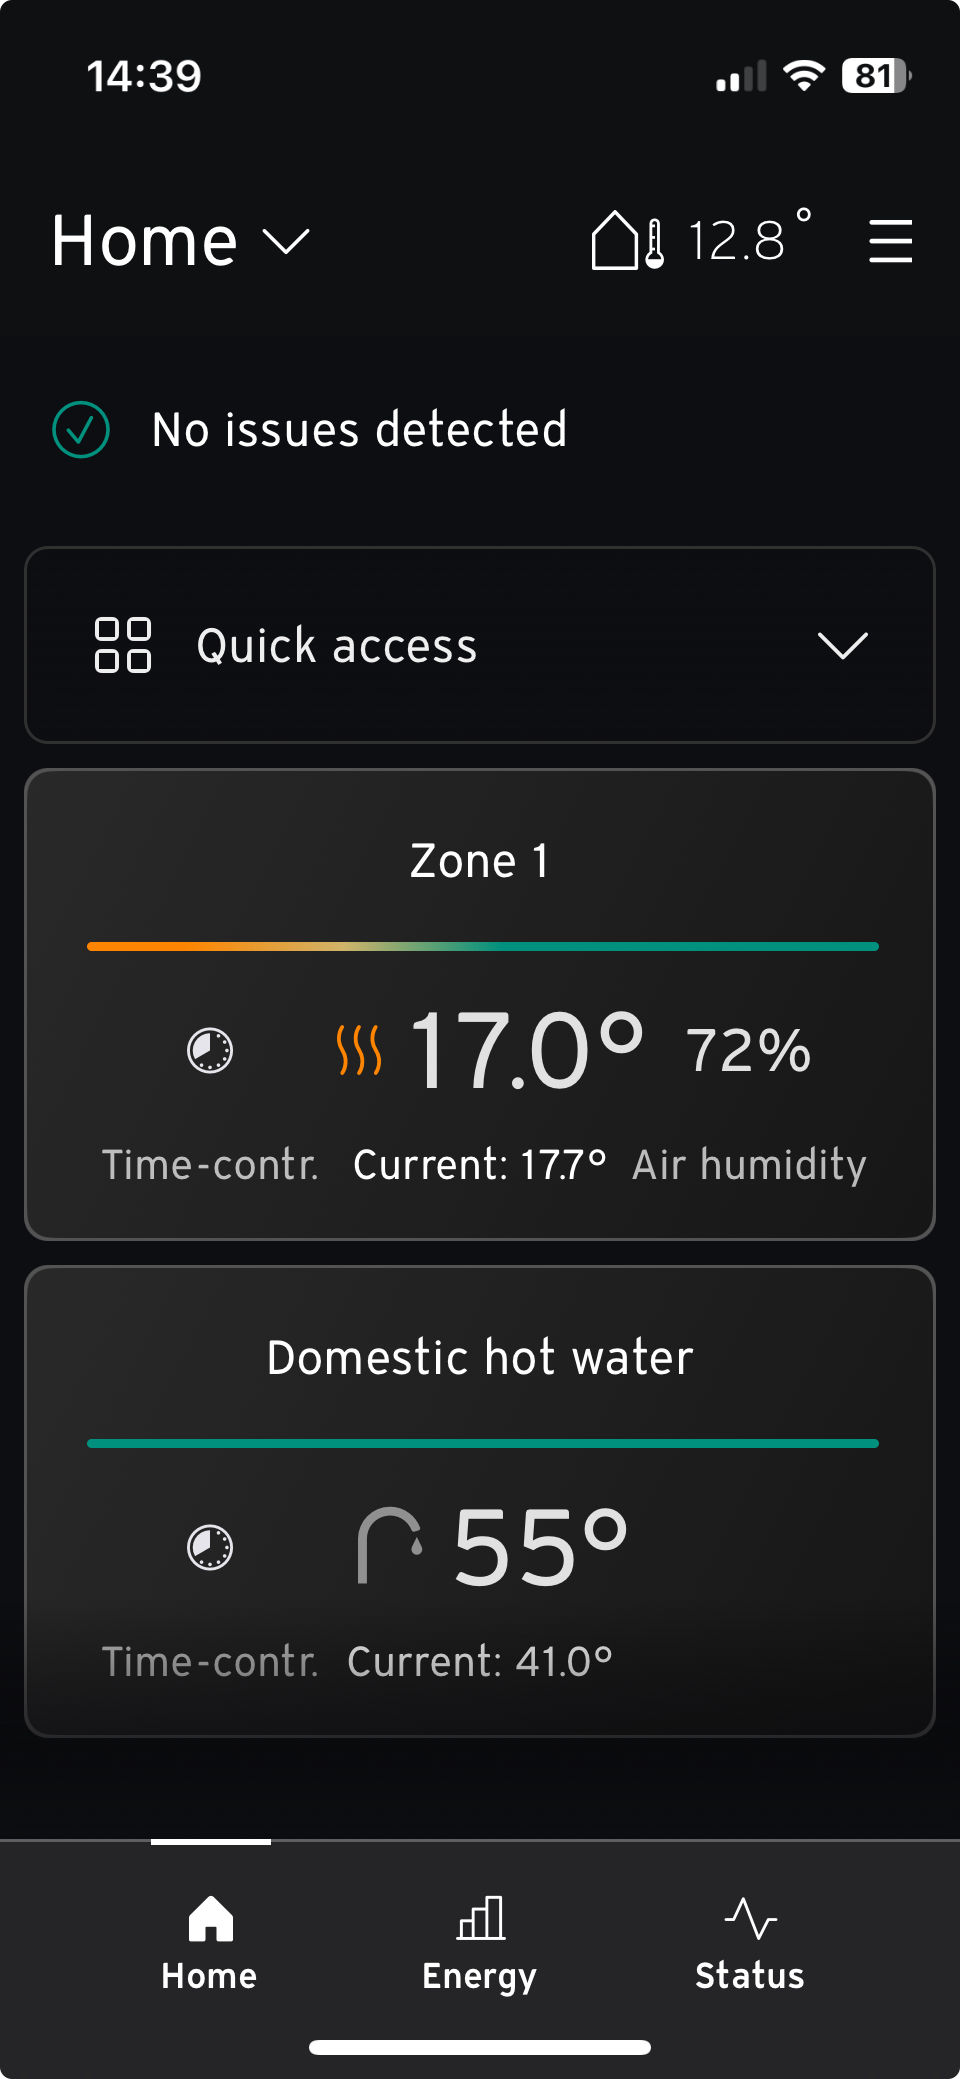 14:39
81
Home
12.8°
No issues detected
Quick access
Zone 1
17.0° 72%
Time-contr. Current: 17.7° Air humidity
Domestic hot water
55°
Time-contr. Current: 41.0°
Home Energy Status